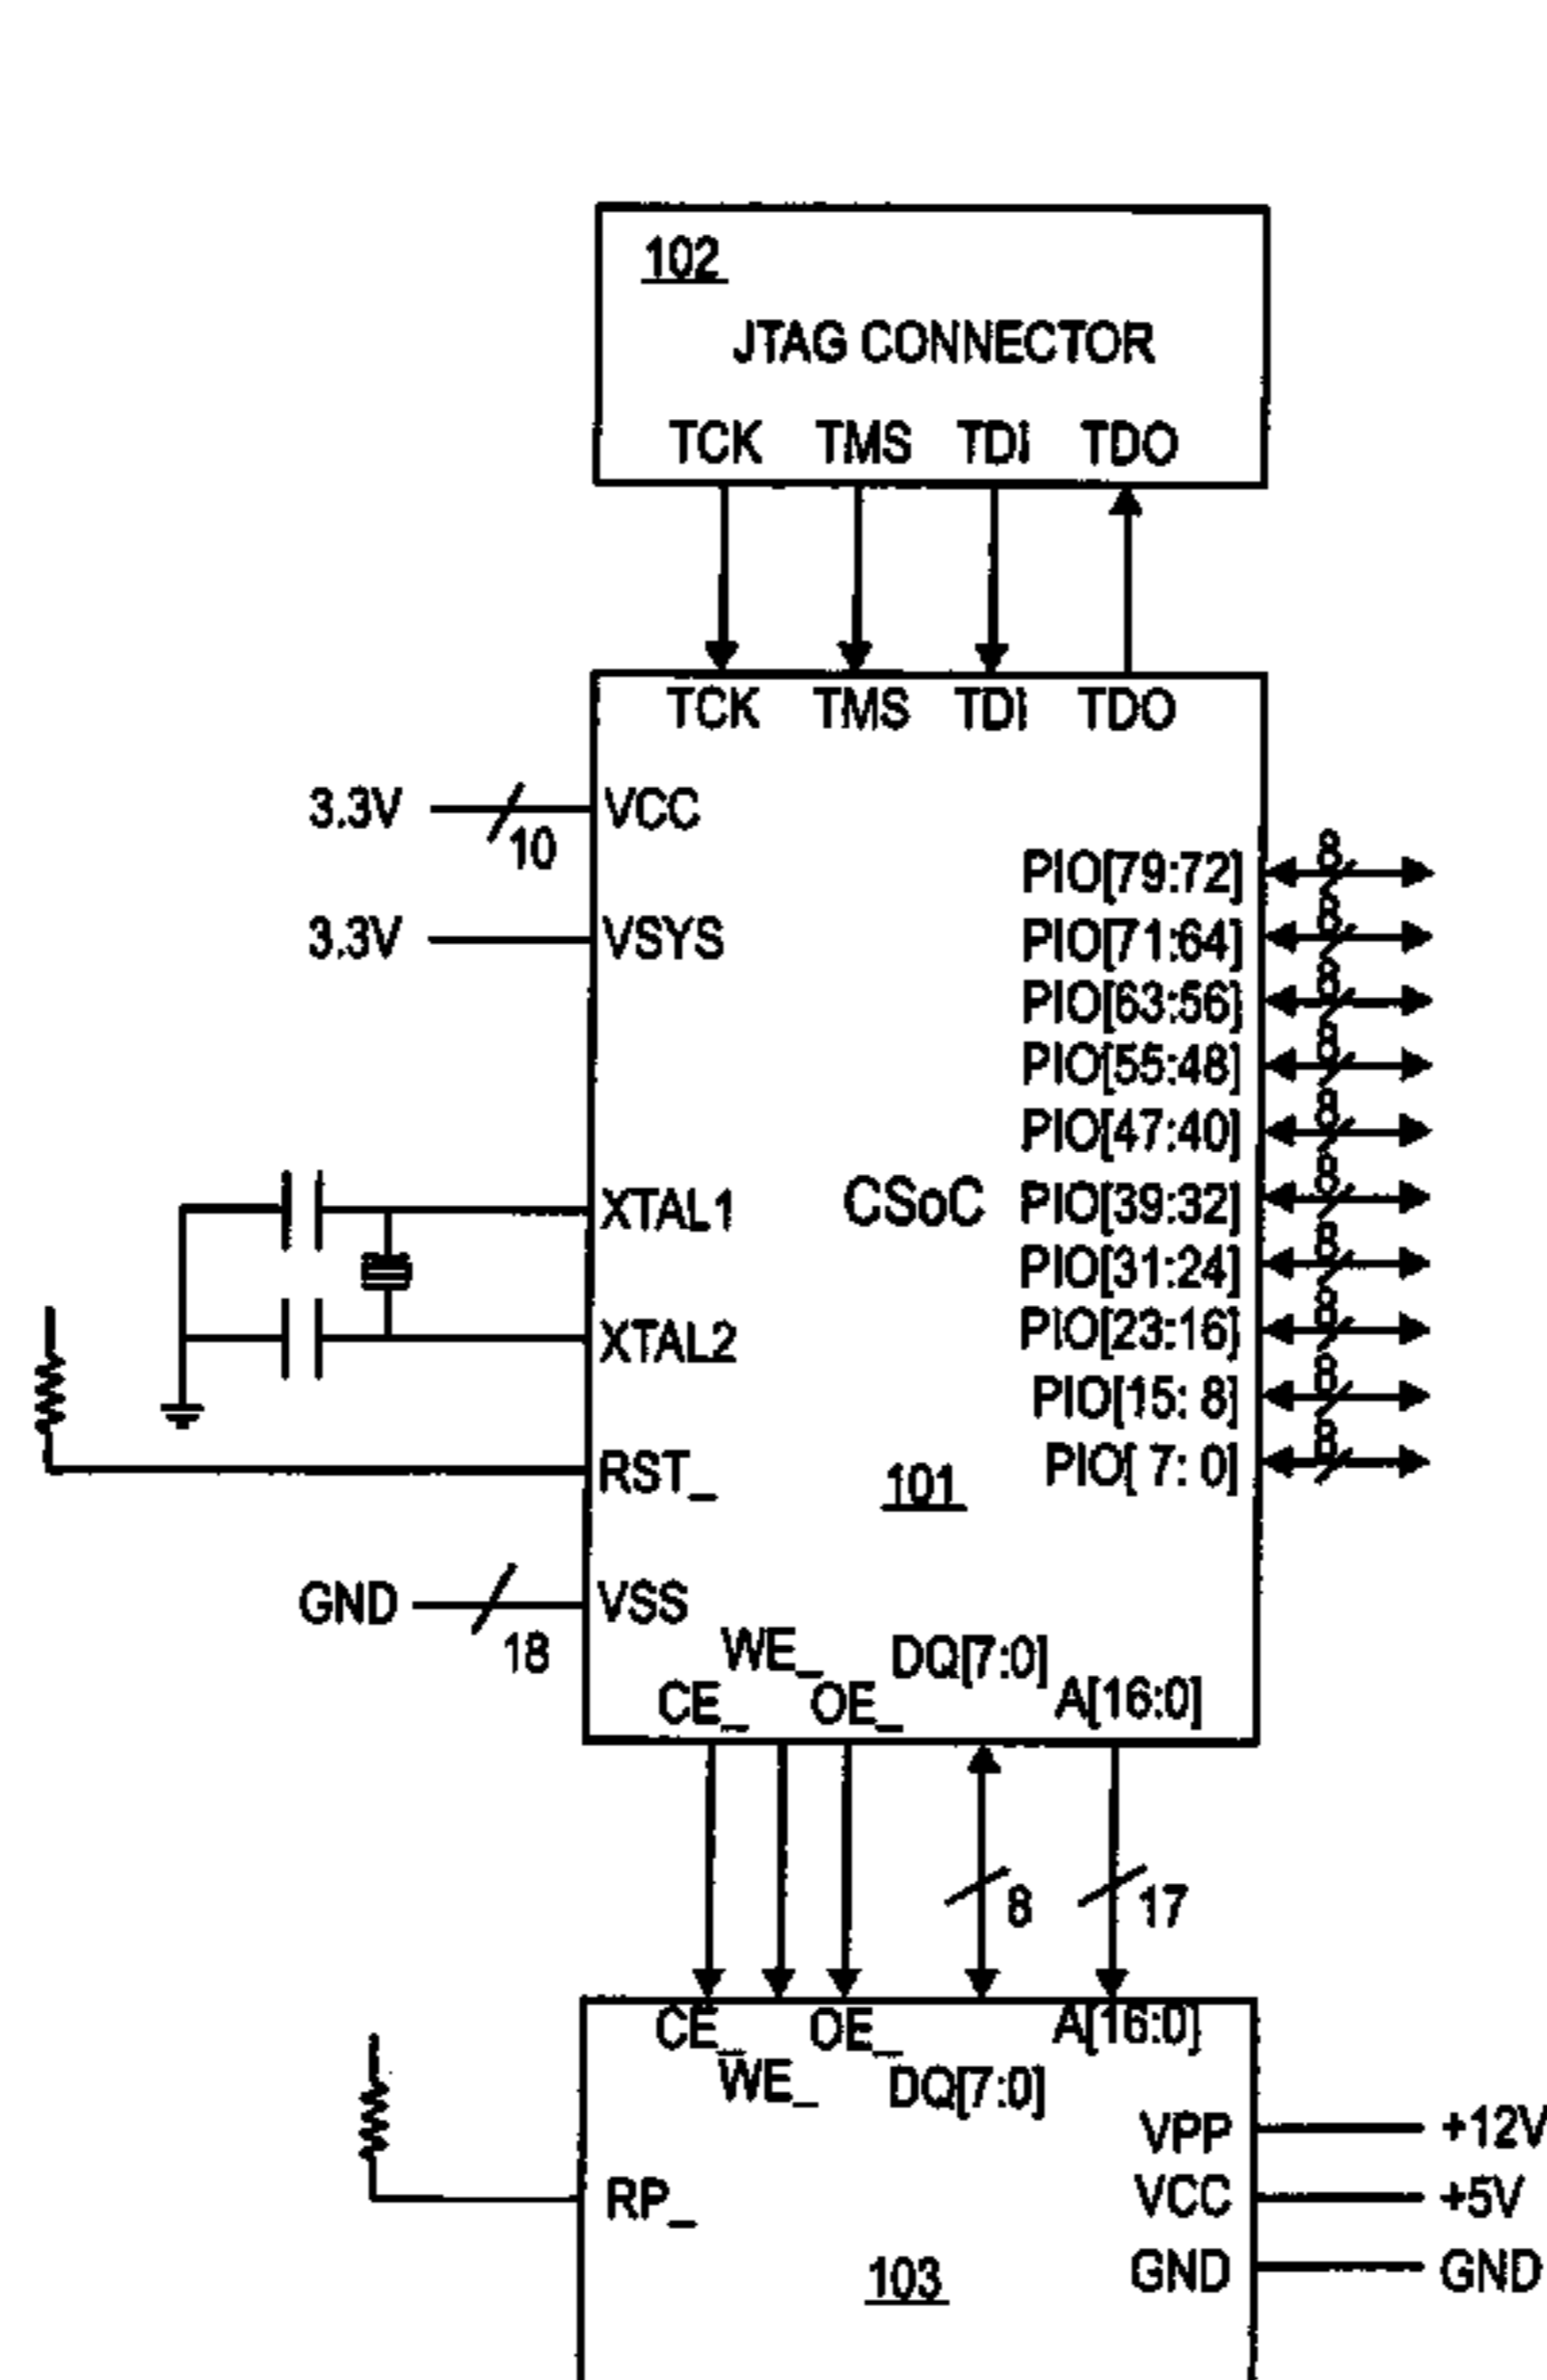 102
JTAG CONNECTOR
TCK TMS TDI TDO
TCK TMS TDI TDO
3.3V VCC
10
PIO[79:72] 8
3.3V VSYS
PIO[71:64] 8
PIO[63:56] 8
PIO[55:48] 8
PIO[47:40] 8
XTAL1 CSoC PIO[39:32] 8
PIO[31:24] 8
XTAL2 PIO[23:16] 8
PIO[15: 8] 8
RST_ PIO[ 7: 0] 8
101
GND VSS
18
WE_ DQ[7:0]
CE_ OE_ A[16:0]
8 17
CE_ OE_ A[16:0]
WE_ DQ[7:0]
VPP +12V
RP_ VCC +5V
103 GND GND